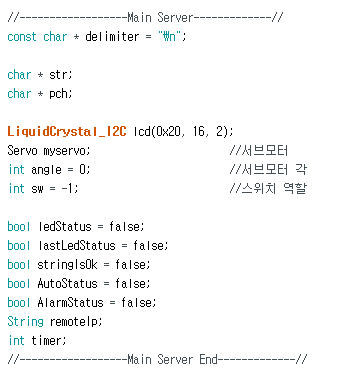 //------------------Main Server-------------//
const char * delimiter = "₩n";
char * str;
char * pch;
LiquidCrystal_I2C lcd(0x20, 16, 2);
Servo myservo; //서브모터
int angle = 0; //서브모터 각
int sw = -1; //스위치 역할
bool ledStatus = false;
bool lastLedStatus = false;
bool stringIsOk = false;
bool AutoStatus = false;
bool AlarmStatus = false;
String remoteIp;
int timer;
//------------------Main Server End-------------//